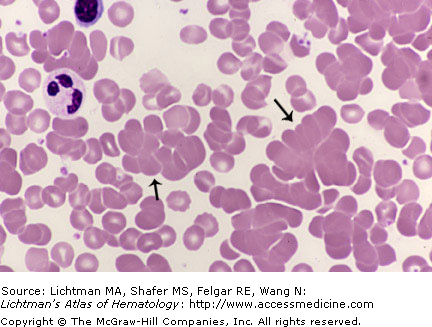 Source: Lichtman MA, Shafer MS, Felgar RE, Wang N:
Lichtman's Atlas of Hematology: http://www.accessmedicine.com
Copyright © The McGraw-Hill Companies, Inc. All rights reserved.